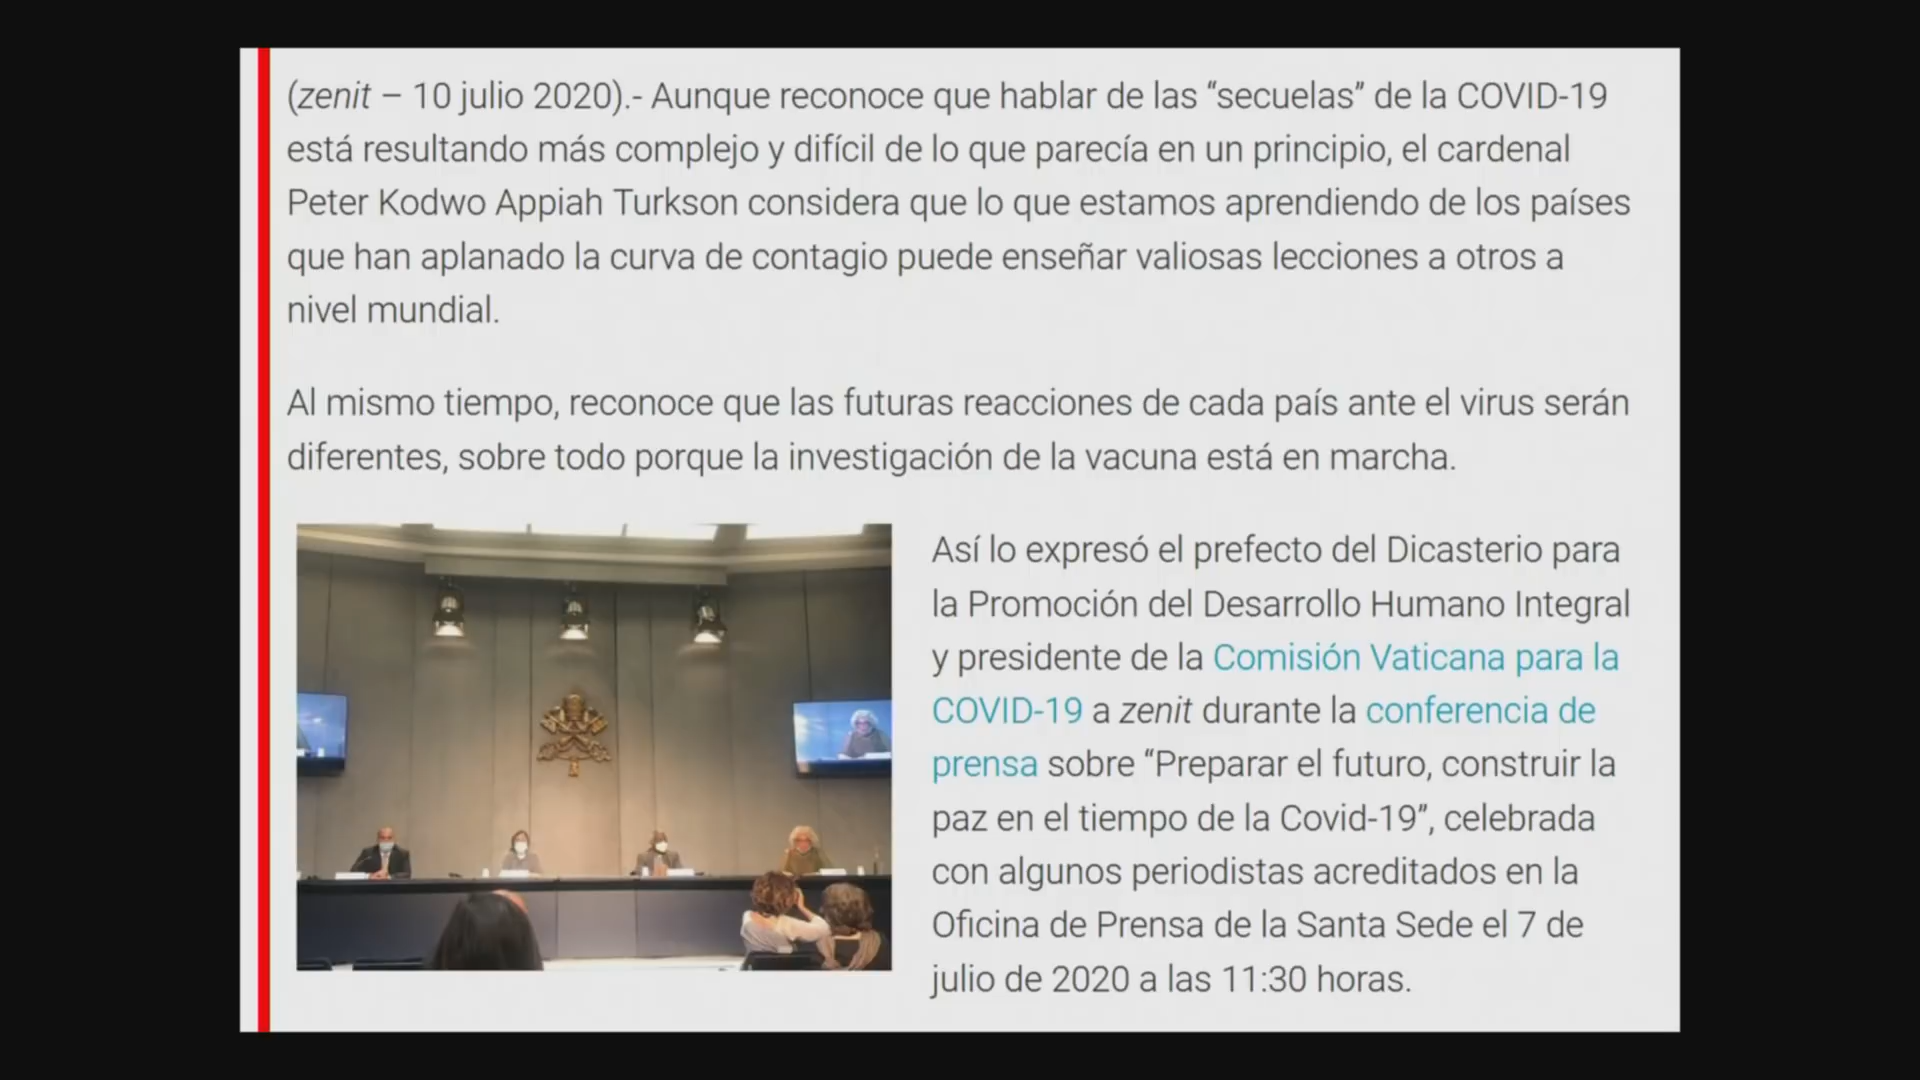 (zenit – 10 julio 2020).- Aunque reconoce que hablar de las “secuelas” de la COVID-19
está resultando más complejo y difícil de lo que parecía en un principio, el cardenal
Peter Kodwo Appiah Turkson considera que lo que estamos aprendiendo de los países
que han aplanado la curva de contagio puede enseñar valiosas lecciones a otros a
nivel mundial.
Al mismo tiempo, reconoce que las futuras reacciones de cada país ante el virus serán
diferentes, sobre todo porque la investigación de la vacuna está en marcha.
Así lo expresó el prefecto del Dicasterio para
la Promoción del Desarrollo Humano Integral
y presidente de la Comisión Vaticana para la
COVID-19 a zenit durante la conferencia de
prensa sobre “Preparar el futuro, construir la
paz en el tiempo de la Covid-19”, celebrada
con algunos periodistas acreditados en la
Oficina de Prensa de la Santa Sede el 7 de
julio de 2020 a las 11:30 horas.